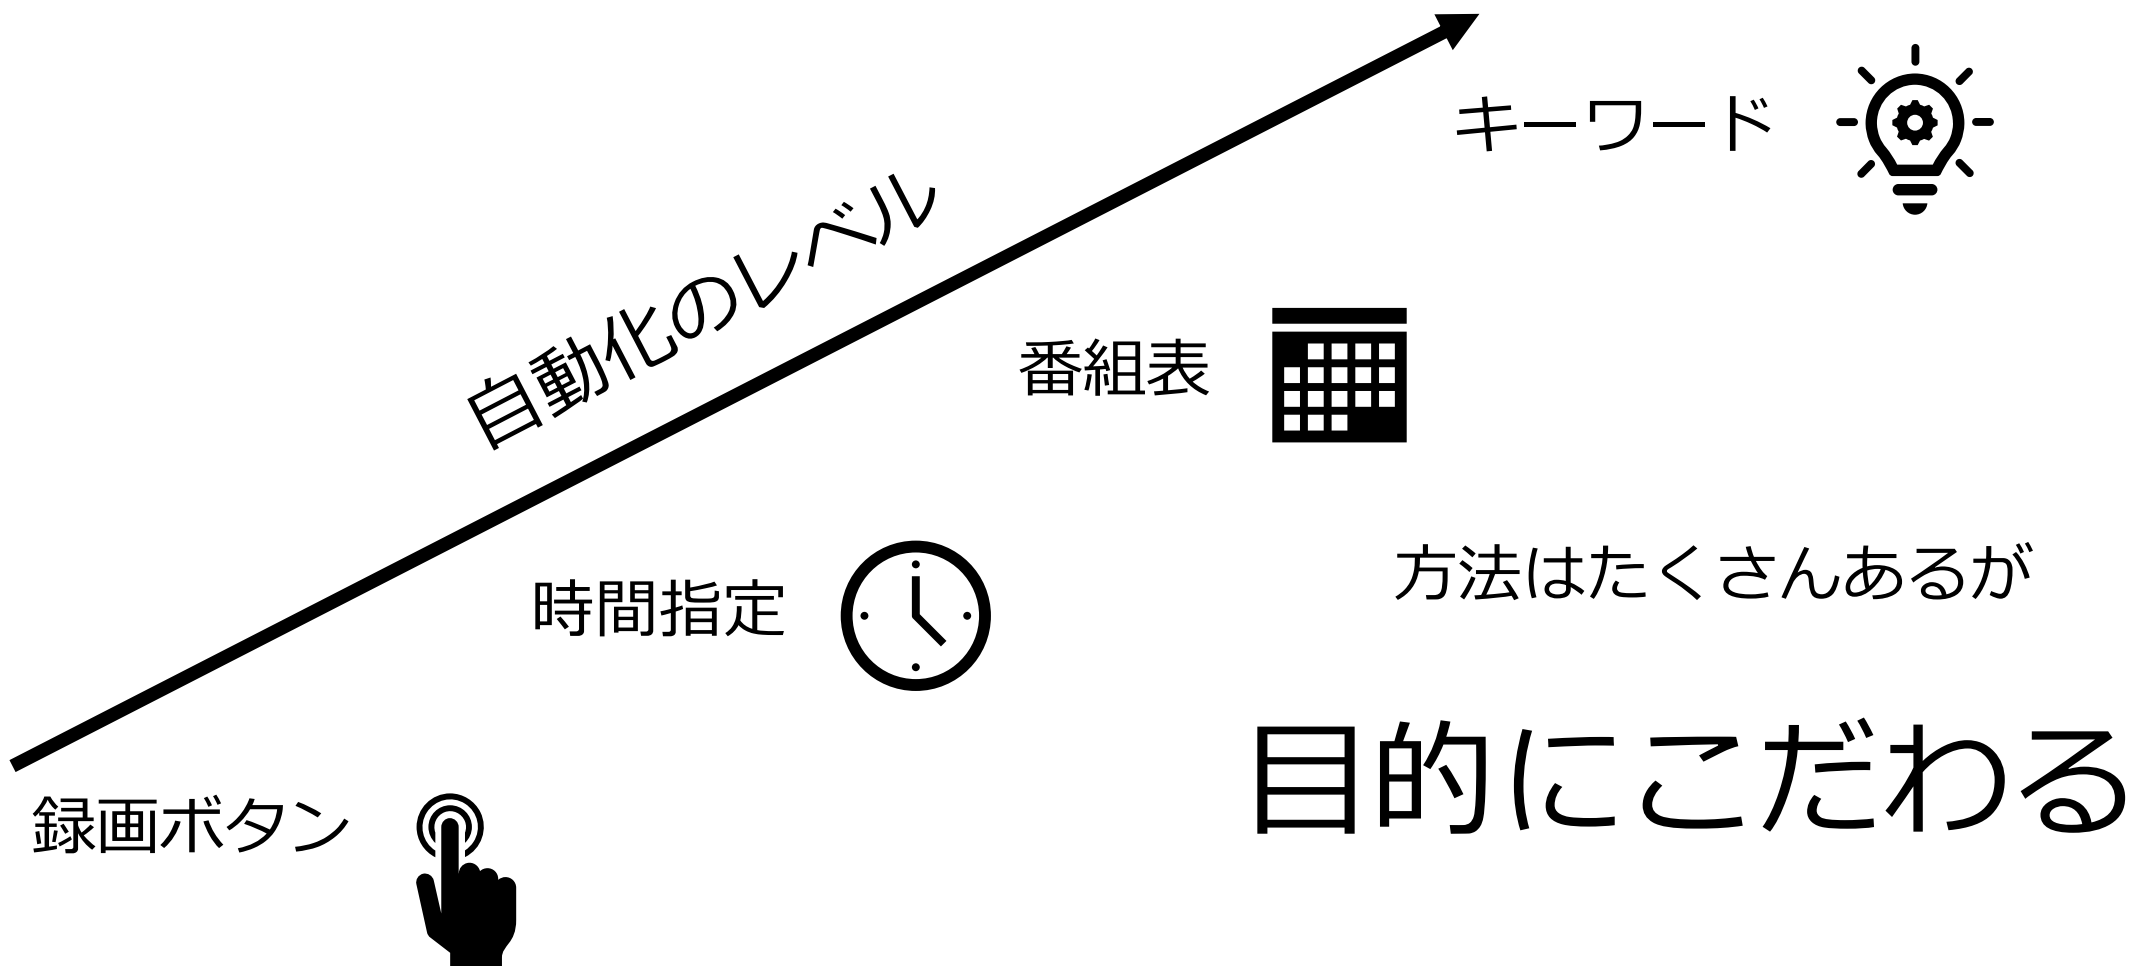 キーワード
自動化のレベル
番組表
時間指定
方法はたくさんあるが
目的にこだわる
録画ボタン